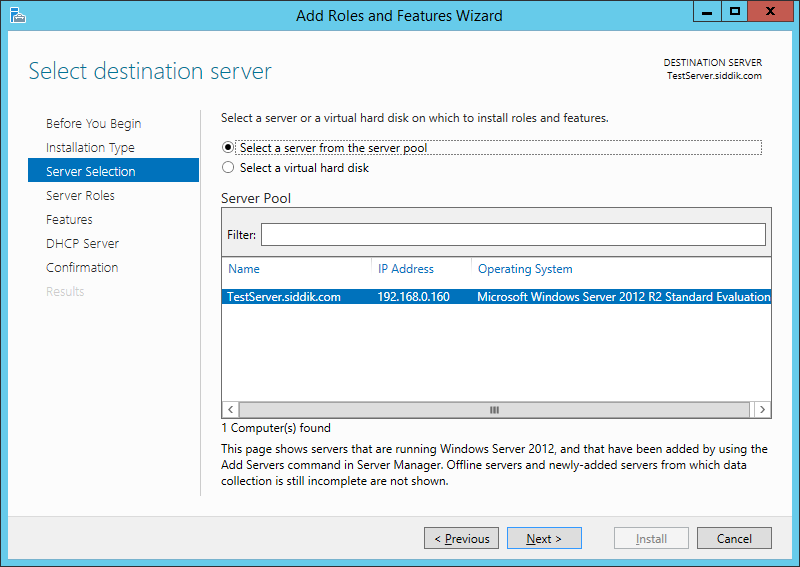 Add Roles and Features Wizard
Select destination server
DESTINATION SERVER
TestServer.siddik.com
Before You Begin
Installation Type
Server Selection
Server Roles
Features
DHCP Server
Confirmation
Results
Select a server or a virtual hard disk on which to install roles and features.
Select a server from the server pool
Select a virtual hard disk
Server Pool
Filter:
Name IP Address Operating System
TestServer.siddik.com 192.168.0.160 Microsoft Windows Server 2012 R2 Standard Evaluation
1 Computer(s) found
This page shows servers that are running Windows Server 2012, and that have been added by using the
Add Servers command in Server Manager. Offline servers and newly-added servers from which data
collection is still incomplete are not shown.
< Previous Next > Install Cancel